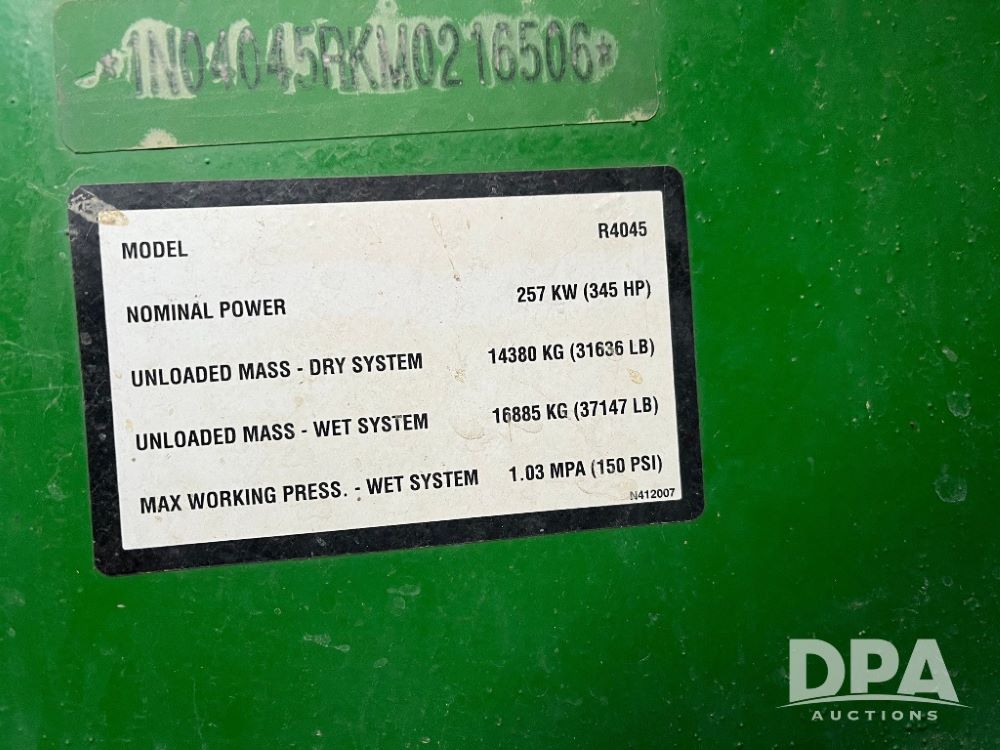 *1N04045RKM0216506*
MODEL R4045
NOMINAL POWER 257 KW (345 HP)
UNLOADED MASS - DRY SYSTEM 14380 KG (31636 LB)
UNLOADED MASS - WET SYSTEM 16885 KG (37147 LB)
MAX WORKING PRESS. - WET SYSTEM 1.03 MPA (150 PSI)
N412007
DPA
AUCTIONS